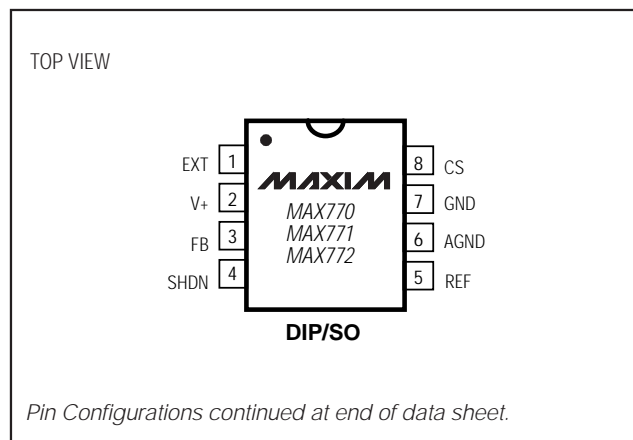 TOP VIEW
EXT 1
V+ 2
FB 3
SHDN 4
MAXIM
MAX770
MAX771
MAX772
8 CS
7 GND
6 AGND
5 REF
DIP/SO
Pin Configurations continued at end of data sheet.